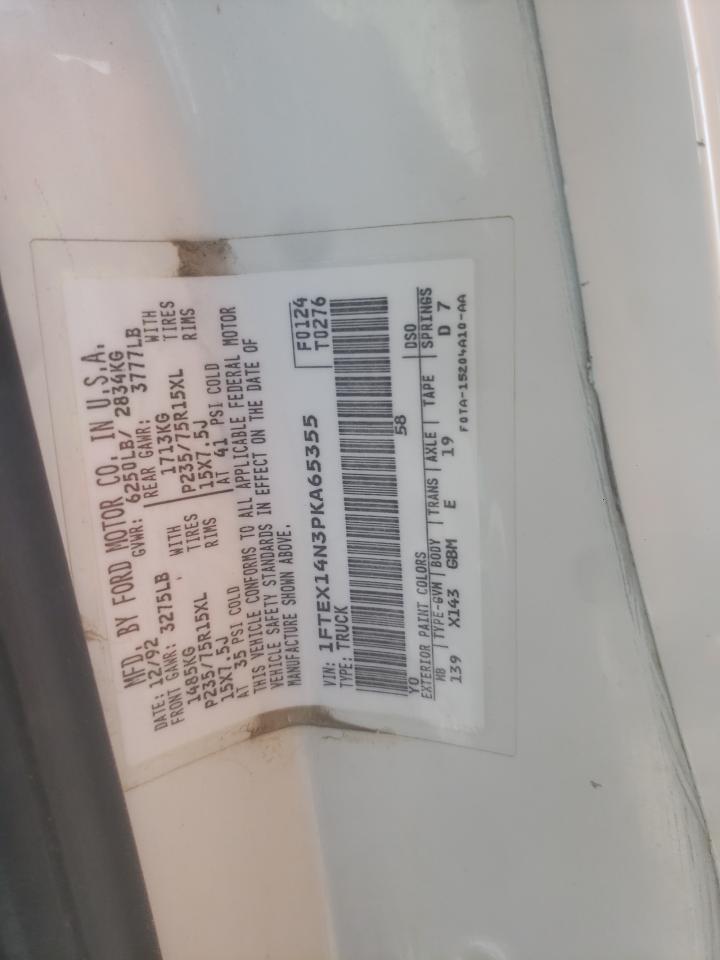 MFD. BY FORD MOTOR CO. IN U.S.A.
DATE: 12/92 GVWR: 6250LB/ 2834KG
FRONT GAWR: 3275LB REAR GAWR: 3777LB
1485KG WITH 1713KG WITH
P235/75R15XL TIRES P235/75R15XL TIRES
15X7.5J RIMS 15X7.5J RIMS
AT 35 PSI COLD AT 41 PSI COLD
THIS VEHICLE CONFORMS TO ALL APPLICABLE FEDERAL MOTOR
VEHICLE SAFETY STANDARDS IN EFFECT ON THE DATE OF
MANUFACTURE SHOWN ABOVE.
F0124
VIN: 1FTEX14N3PKA65355 T0276
TYPE: TRUCK
YO 58
EXTERIOR PAINT COLORS DSO
WB TYPE-GVW BODY TRANS AXLE TAPE SPRINGS
139 X143 GBM E 19 D 7
F0TA-15204A10-AA